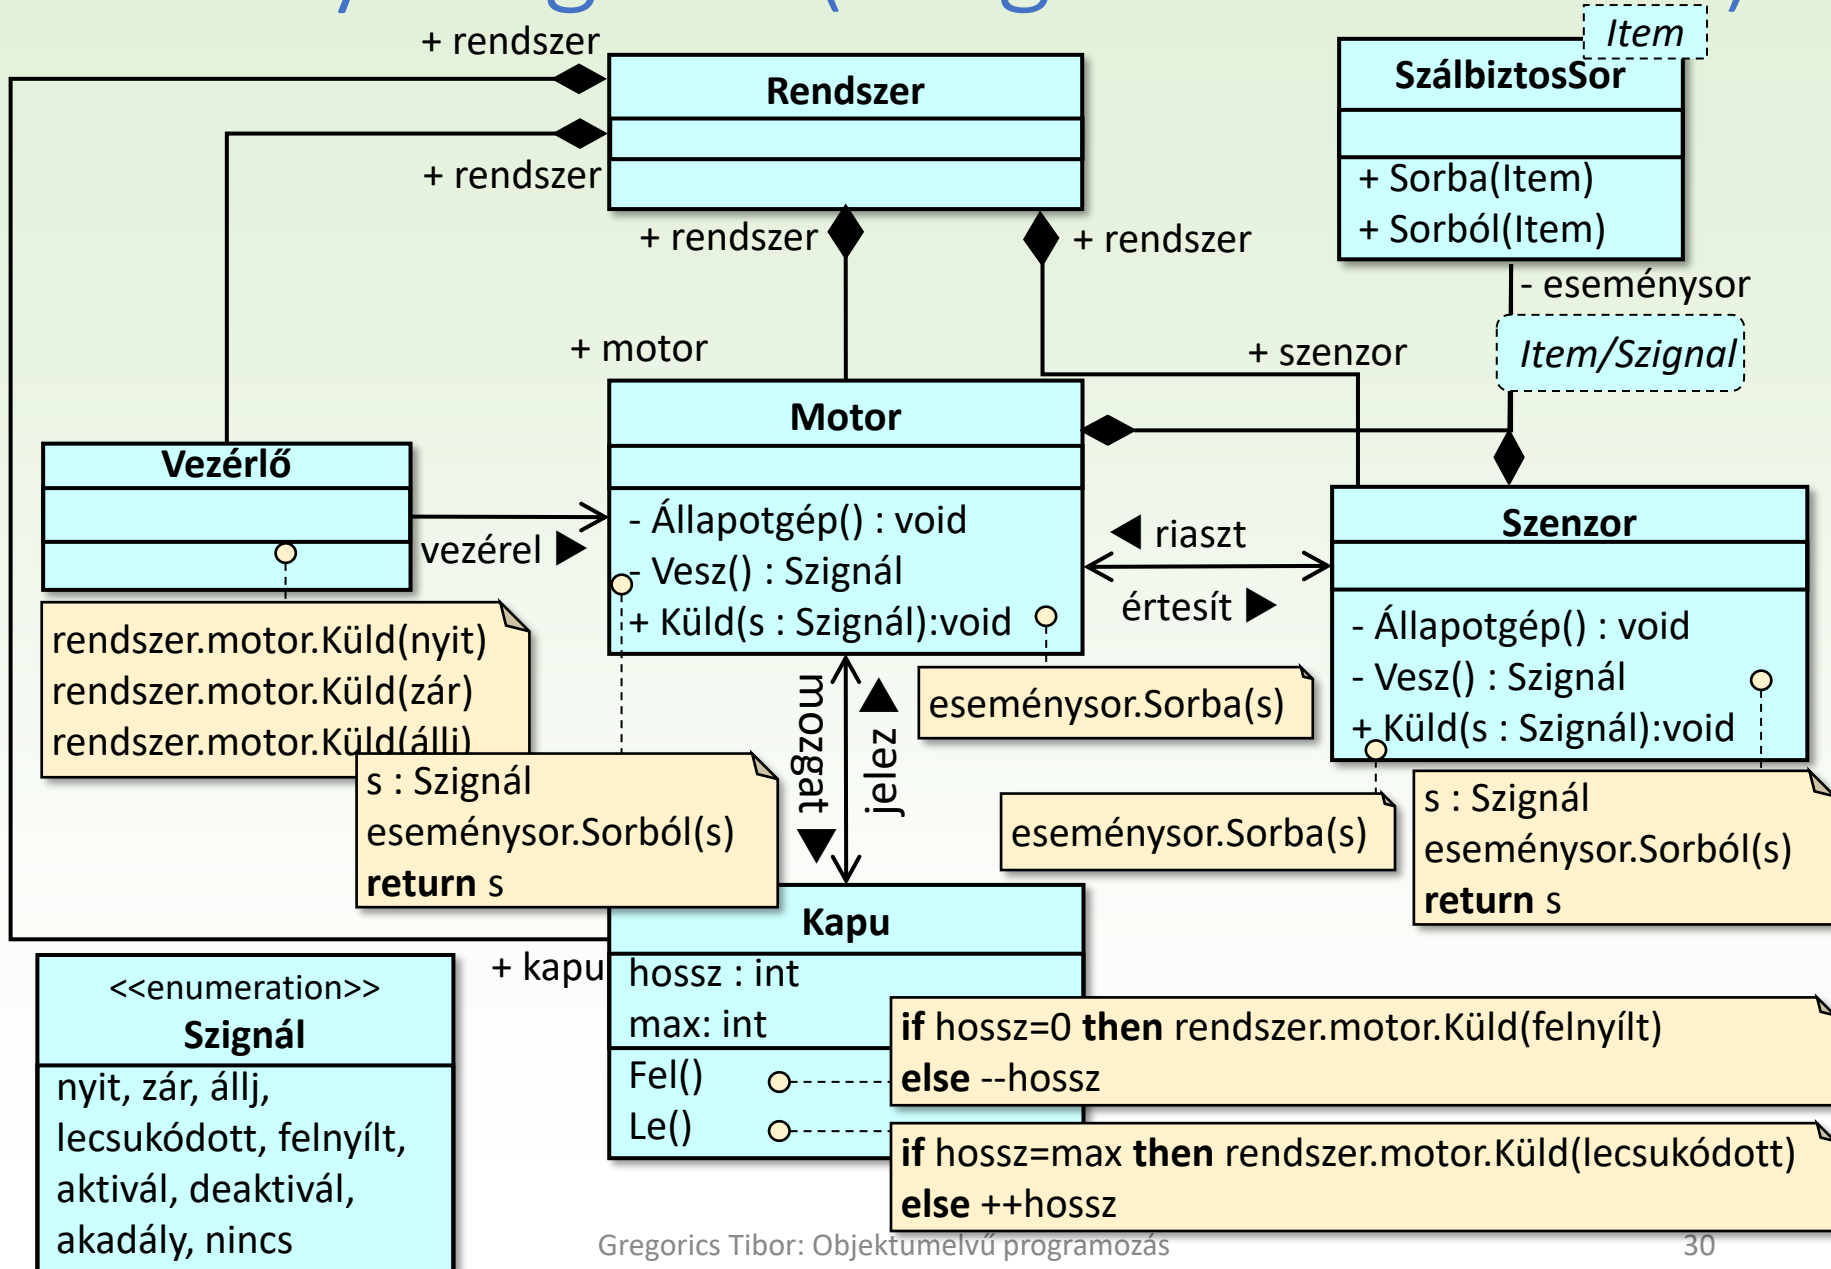 + rendszer
Rendszer
+ rendszer
+ rendszer
+ rendszer
Item
SzálbiztosSor
+ Sorba(Item)
+ Sorból(Item)
- eseménysor
Item/Szignal
+ motor
+ szenzor
Motor
- Állapotgép() : void
- Vesz() : Szignál
+ Küld(s : Szignál):void
Vezérlő
vezérel ▶
◀ riaszt
értesít ▶
Szenzor
- Állapotgép() : void
- Vesz() : Szignál
+ Küld(s : Szignál):void
rendszer.motor.Küld(nyit)
rendszer.motor.Küld(zár)
rendszer.motor.Küld(állj)
s : Szignál
eseménysor.Sorból(s)
return s
mozgat ▶
jelez ▶
eseménysor.Sorba(s)
eseménysor.Sorba(s)
s : Szignál
eseménysor.Sorból(s)
return s
Kapu
+ kapu
hossz : int
max: int
Fel()
Le()
if hossz=0 then rendszer.motor.Küld(felnyílt)
else --hossz
if hossz=max then rendszer.motor.Küld(lecsukódott)
else ++hossz
<<enumeration>>
Szignál
nyit, zár, állj,
lecsukódott, felnyílt,
aktivál, deaktivál,
akadály, nincs
Gregorics Tibor: Objektumelvű programozás
30